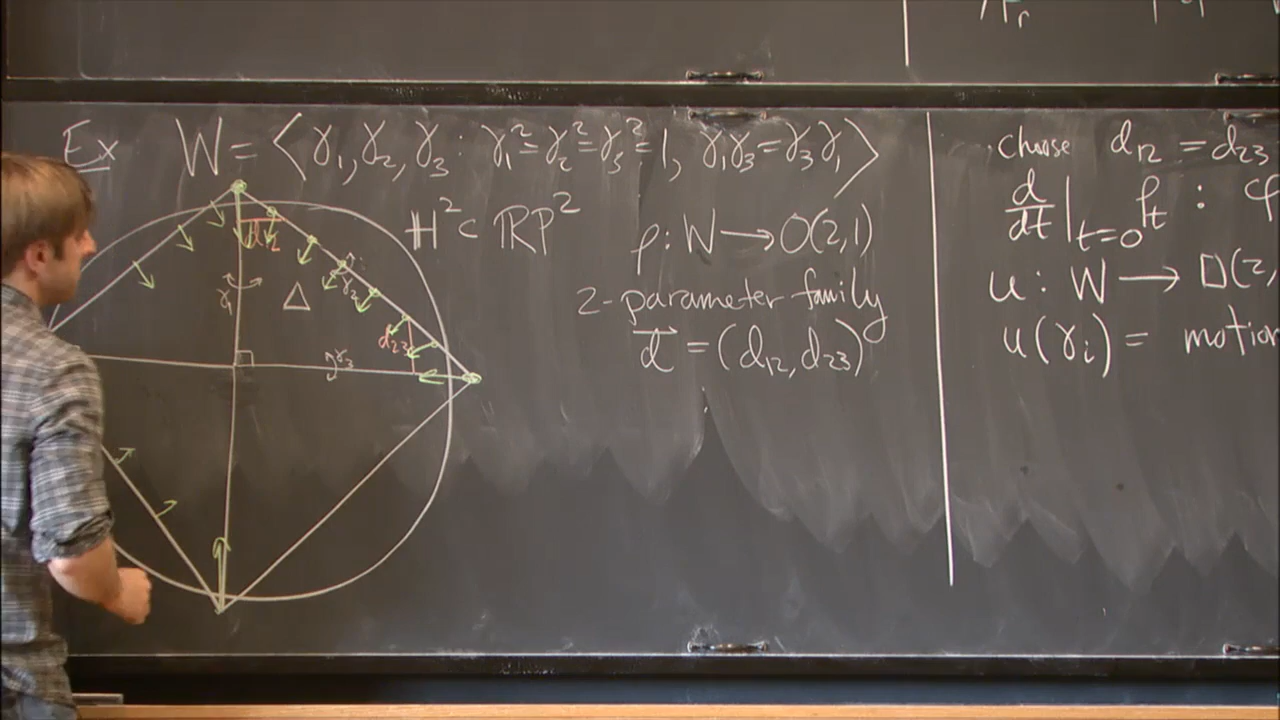 Ex W = ⟨γ₁, γ₂, γ₃ : γ₁² = γ₂² = γ₃² = 1, γ₁γ₃ = γ₃γ₁⟩
H² ⊂ RP²
ρ: W → O(2,1)
2-parameter family
d⃗ = (d₁₂, d₂₃)
d₁₂
γ₁
Δ
γ₂
d₂₃
γ₃
choose d₁₂ = d₂₃
d/dt|t=0 ρt :
u: W → O(2,
u(γᵢ) =